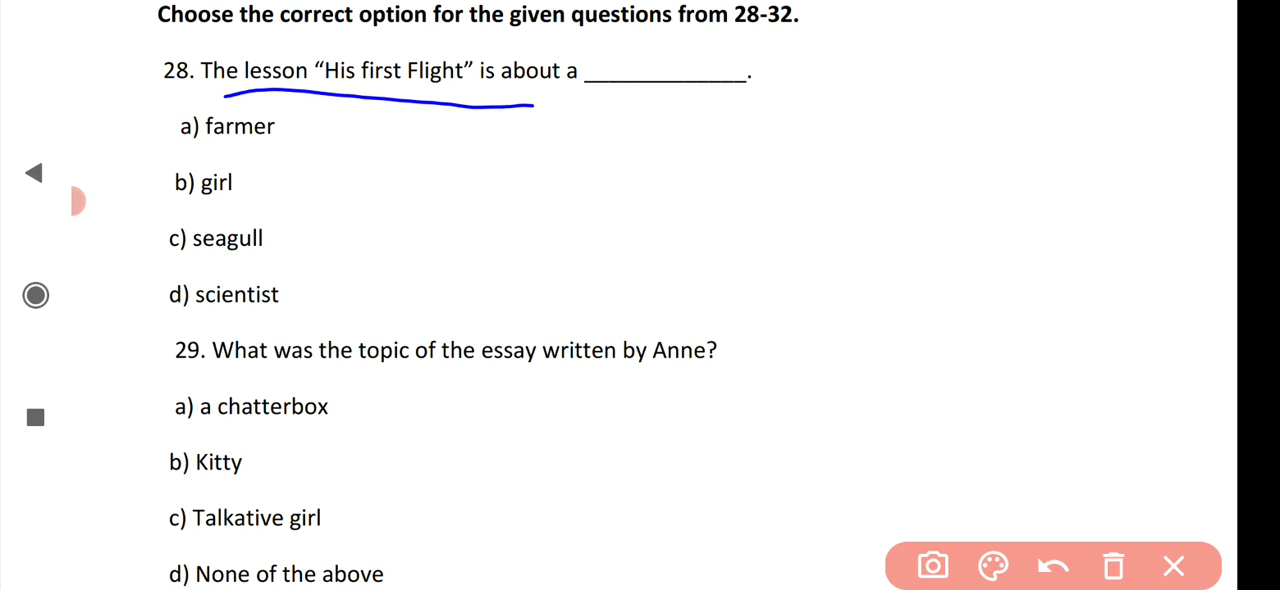 Choose the correct option for the given questions from 28-32.
28. The lesson “His first Flight” is about a ______________.
a) farmer
b) girl
c) seagull
d) scientist
29. What was the topic of the essay written by Anne?
a) a chatterbox
b) Kitty
c) Talkative girl
d) None of the above